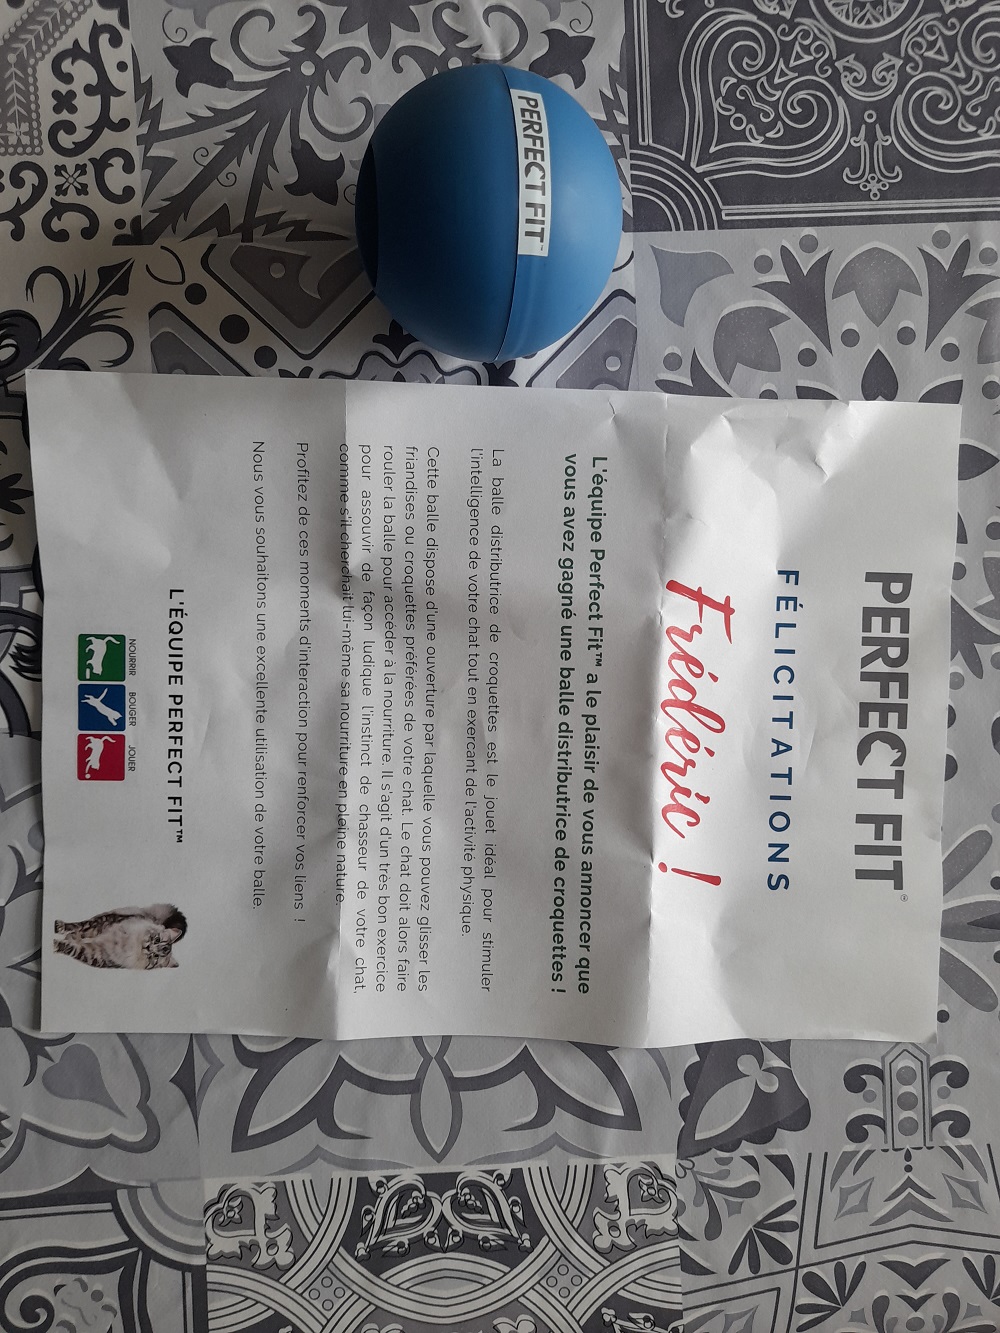 PERFECT FIT™
PERFECT FIT®
FÉLICITATIONS
Frédéric !
L'équipe Perfect Fit™ a le plaisir de vous annoncer que
vous avez gagné une balle distributrice de croquettes !
La balle distributrice de croquettes est le jouet idéal pour stimuler
l'intelligence de votre chat tout en exerçant de l'activité physique.
Cette balle dispose d'une ouverture par laquelle vous pouvez glisser les
friandises ou croquettes préférées de votre chat. Le chat doit alors faire
rouler la balle pour accéder à la nourriture. Il s'agit d'un très bon exercice
pour assouvir de façon ludique l'instinct de chasseur de votre chat,
comme s'il cherchait lui-même sa nourriture en pleine nature.
Profitez de ces moments d'interaction pour renforcer vos liens !
Nous vous souhaitons une excellente utilisation de votre balle.
L'ÉQUIPE PERFECT FIT™
NOURRIR BOUGER JOUER